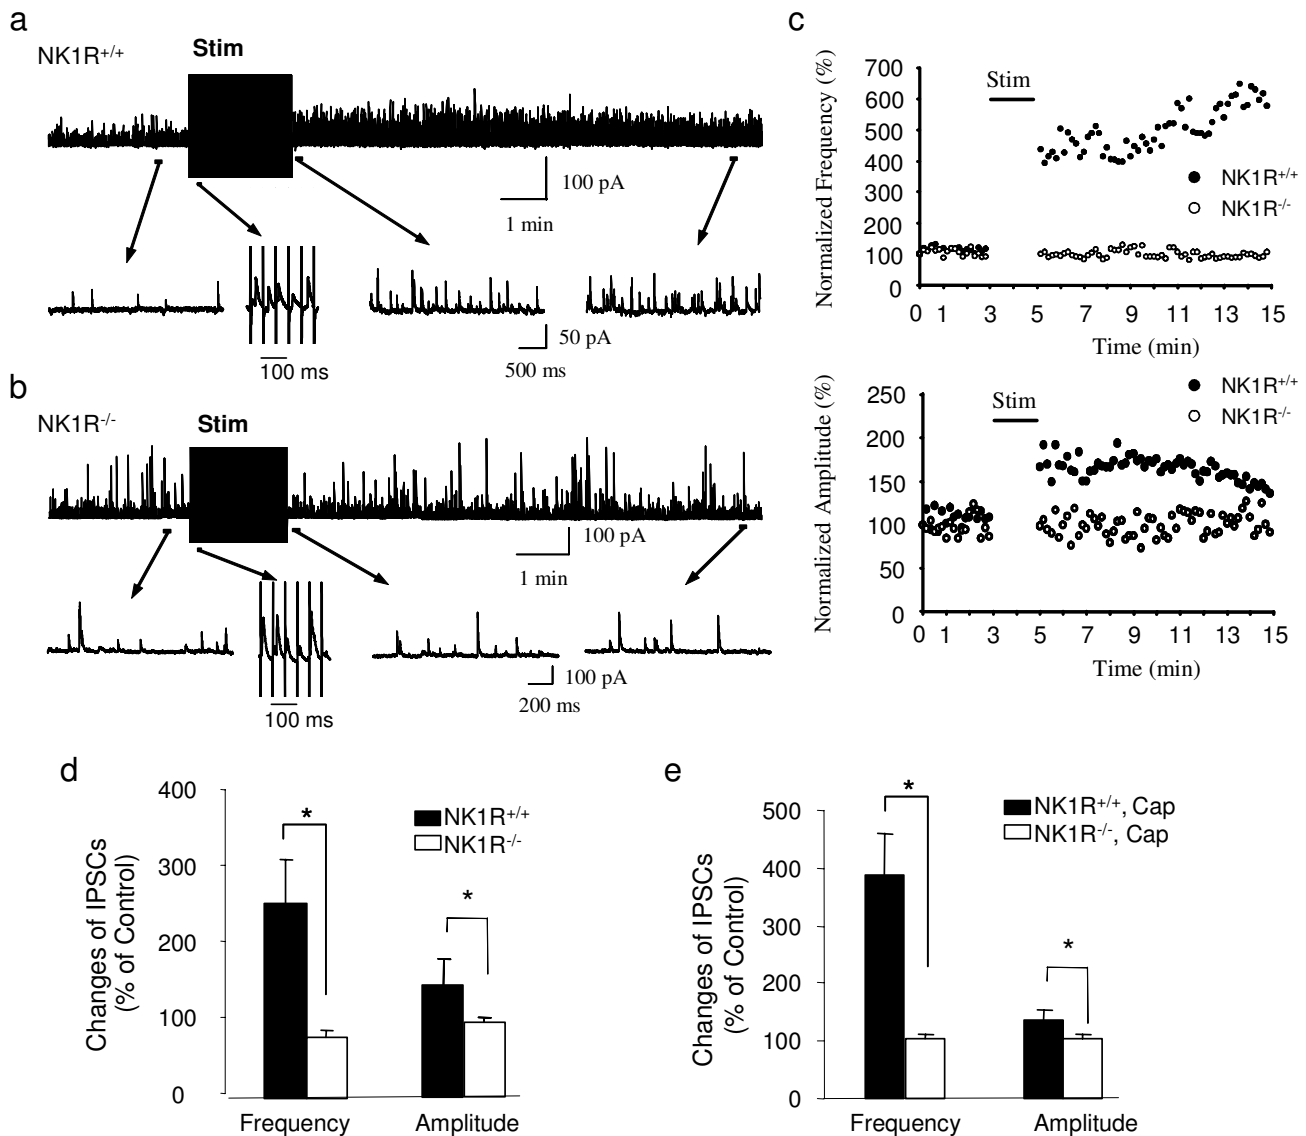 a
NK1R+/+
Stim
100 pA
1 min
50 pA
500 ms
100 ms
b
NK1R-/-
Stim
100 pA
1 min
100 pA
200 ms
100 ms
c
Normalized Frequency (%)
700
600
500
400
300
200
100
0
Stim
NK1R+/+
NK1R-/-
0 1 3 5 7 9 11 13 15
Time (min)
Normalized Amplitude (%)
250
200
150
100
50
0
Stim
NK1R+/+
NK1R-/-
0 1 3 5 7 9 11 13 15
Time (min)
d
Changes of IPSCs
(% of Control)
400
300
200
100
0
*
*
NK1R+/+
NK1R-/-
Frequency Amplitude
e
Changes of IPSCs
(% of Control)
500
400
300
200
100
0
*
*
NK1R+/+, Cap
NK1R-/-, Cap
Frequency Amplitude